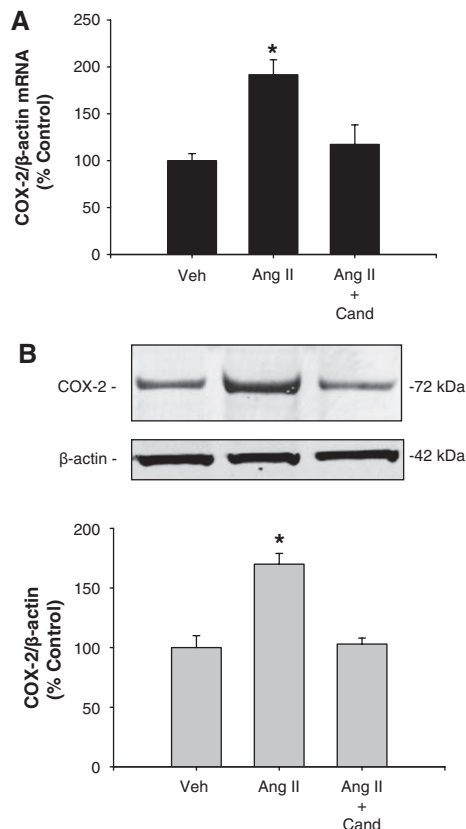 A
COX-2/β-actin mRNA
(% Control)
250
200
150
100
50
0
*
Veh
Ang II
Ang II
+
Cand
B
COX-2 -
-72 kDa
β-actin -
-42 kDa
COX-2/β-actin
(% Control)
200
150
100
50
0
*
Veh
Ang II
Ang II
+
Cand